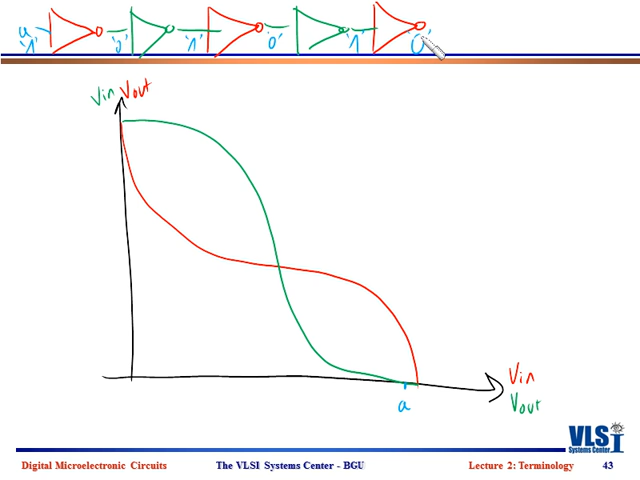 a
'1' '0' '1' '0' '1' '0'
Vin Vout
Vin
a
Vout
VLSI
Systems Center
Digital Microelectronic Circuits The VLSI Systems Center - BGU Lecture 2: Terminology 43